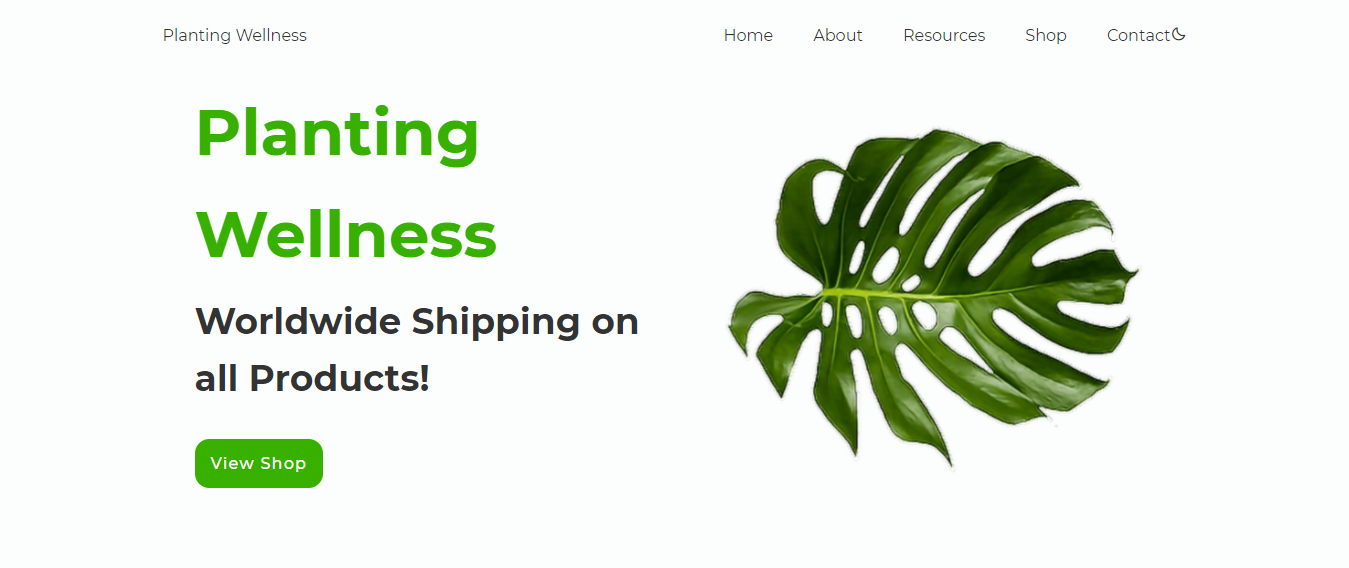 Planting Wellness Home About Resources Shop Contact
Planting
Wellness
Worldwide Shipping on
all Products!
View Shop